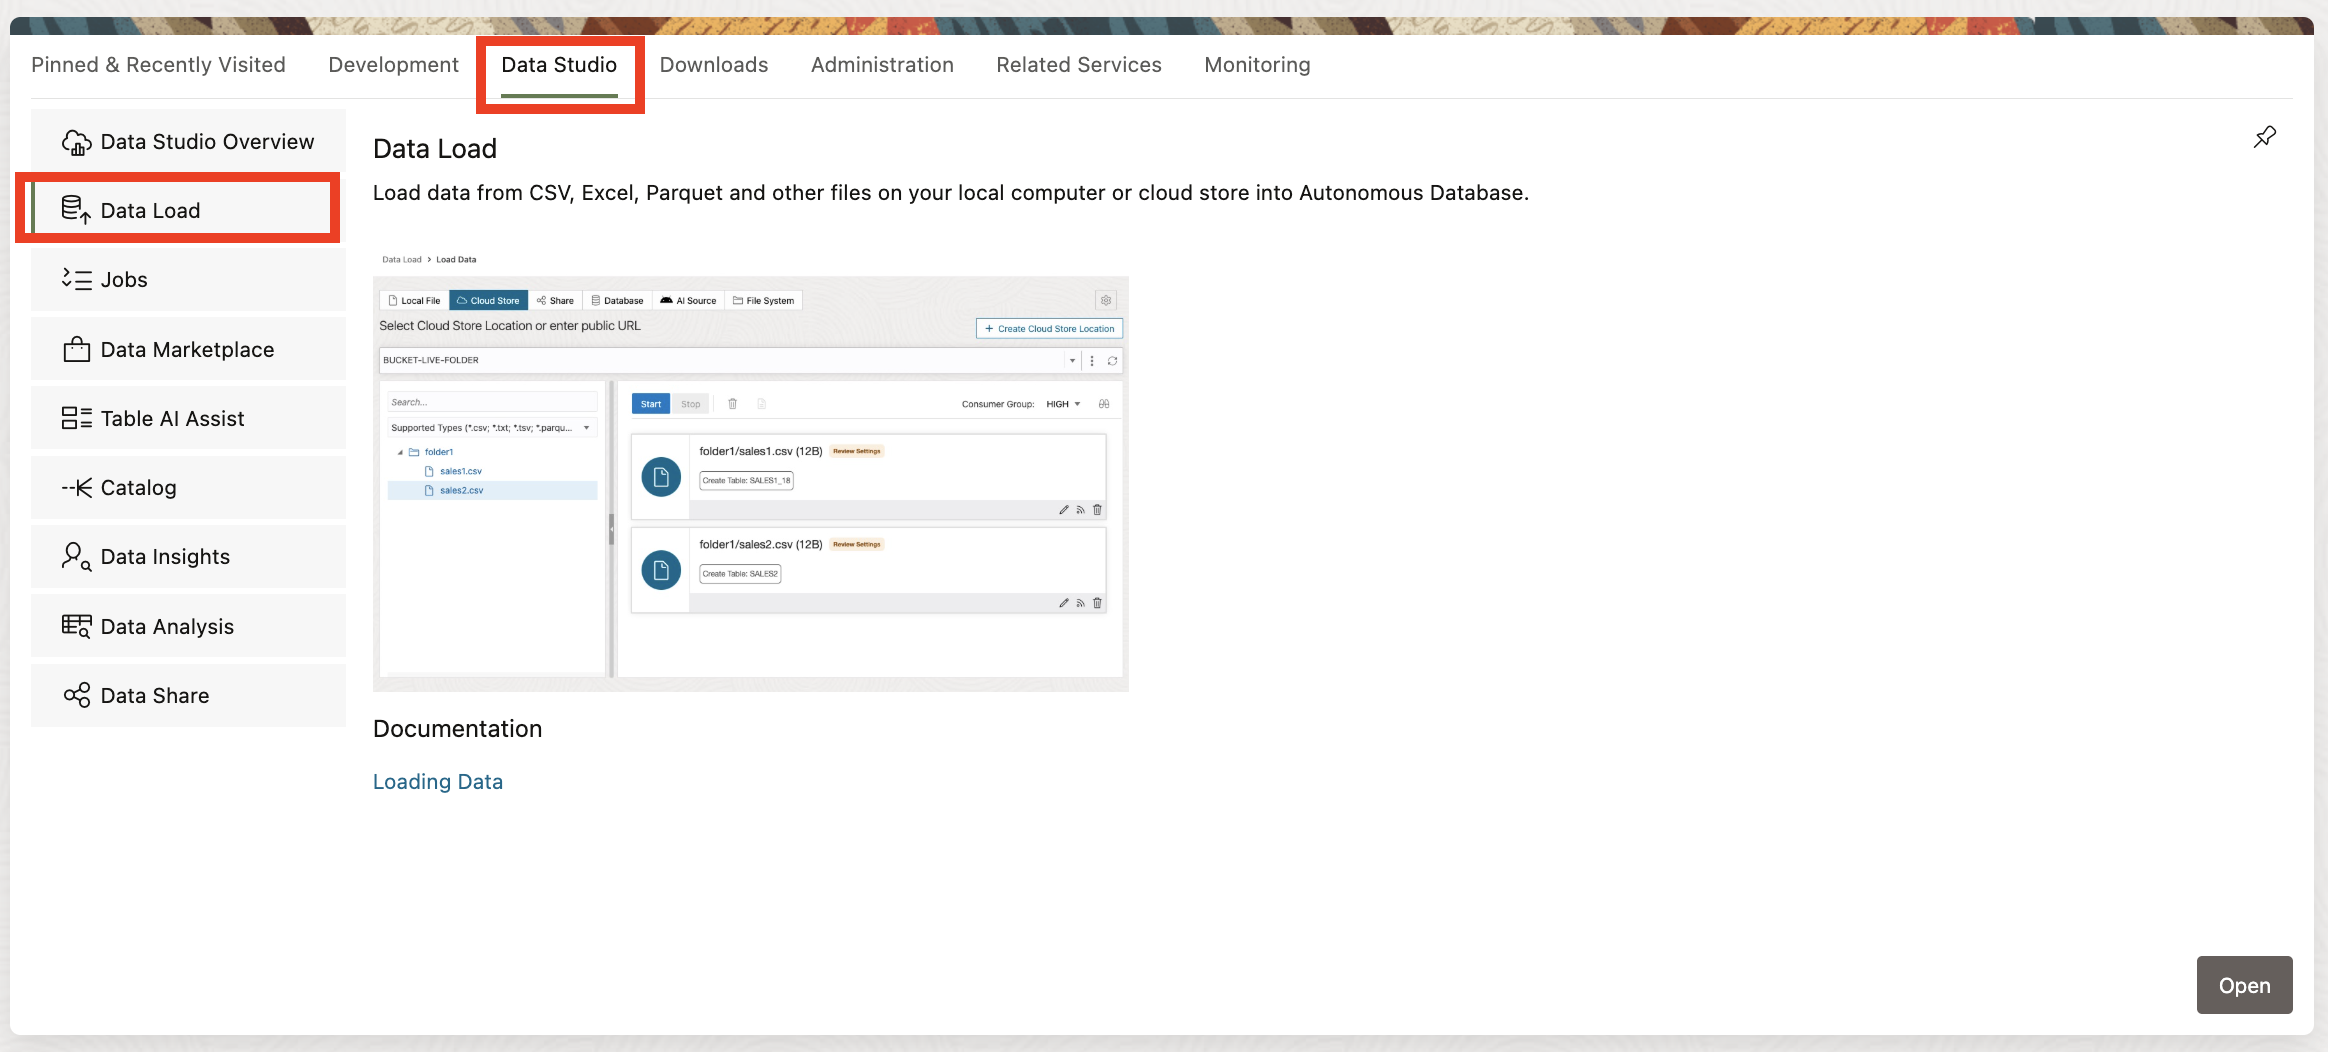 Pinned & Recently Visited Development Data Studio Downloads Administration Related Services Monitoring
Data Studio Overview
Data Load
Jobs
Data Marketplace
Table AI Assist
Catalog
Data Insights
Data Analysis
Data Share
Data Load
Load data from CSV, Excel, Parquet and other files on your local computer or cloud store into Autonomous Database.
Data Load > Load Data
Local File Cloud Store Share Database AI Source File System
Select Cloud Store Location or enter public URL
+ Create Cloud Store Location
BUCKET-LIVE-FOLDER
Search...
Supported Types (*.csv; *.txt; *.tsv; *.parqu...
folder1
sales1.csv
sales2.csv
Start Stop Consumer Group: HIGH
folder1/sales1.csv (12B) Review Settings
Create Table: SALES1_18
folder1/sales2.csv (12B) Review Settings
Create Table: SALES2
Documentation
Loading Data
Open